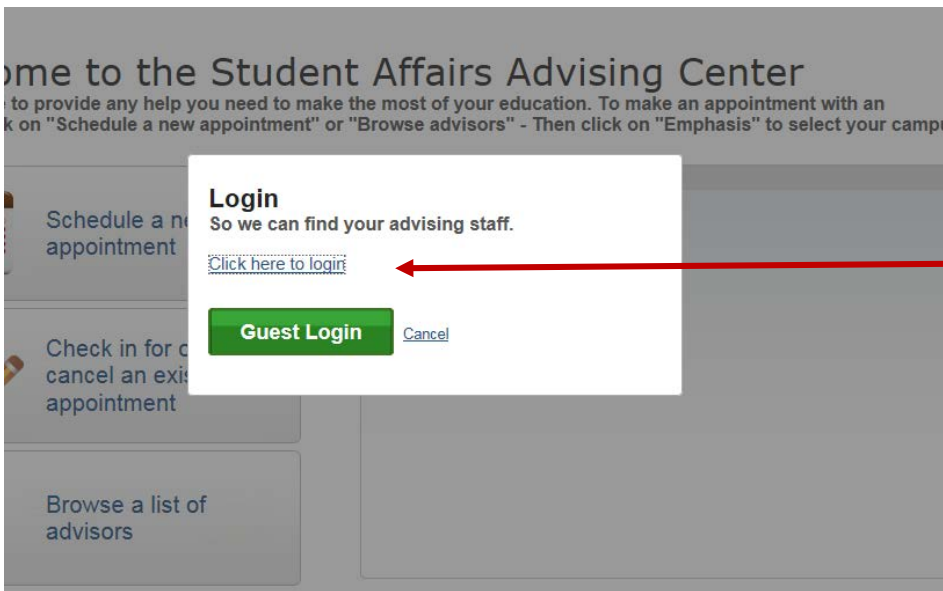 ome to the Student Affairs Advising Center
to provide any help you need to make the most of your education. To make an appointment with an
k on "Schedule a new appointment" or "Browse advisors" - Then click on "Emphasis" to select your campu
Login
So we can find your advising staff.
Click here to login
Guest Login Cancel
Schedule a ne
appointment
Check in for o
cancel an exis
appointment
Browse a list of
advisors